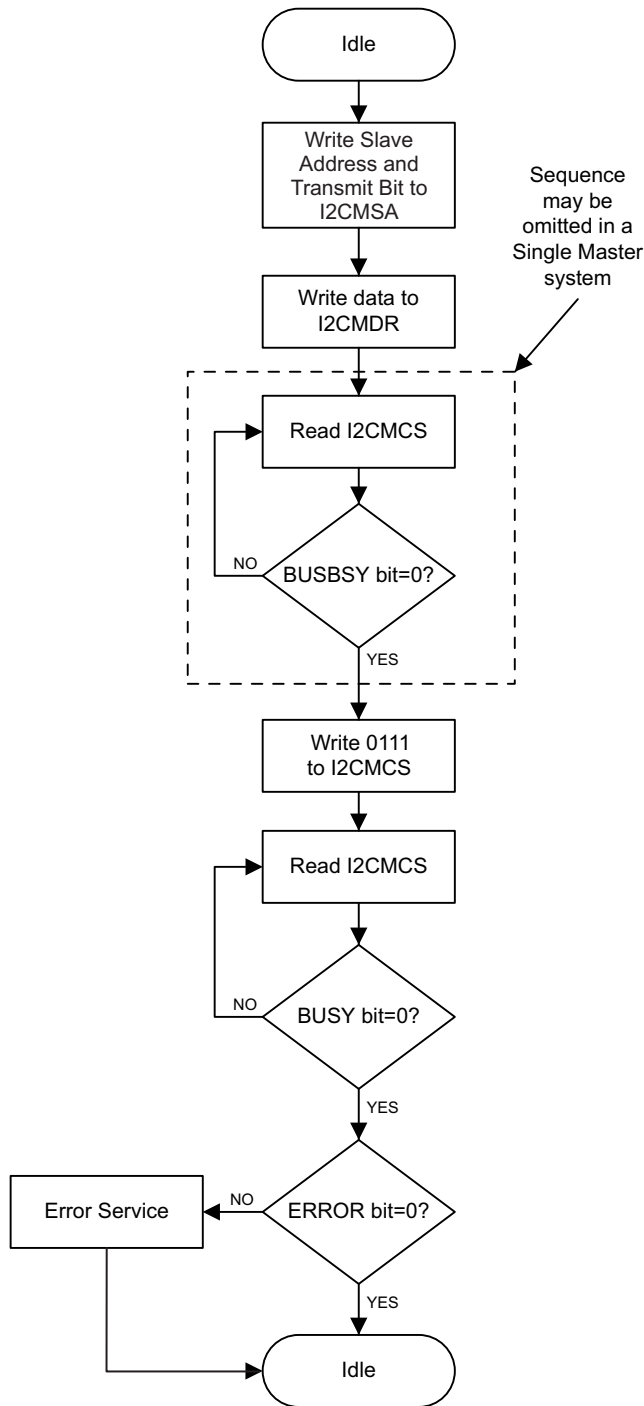 Idle
Write Slave
Address and
Transmit Bit to
I2CMSA
Sequence
may be
omitted in a
Single Master
system
Write data to
I2CMDR
Read I2CMCS
NO
BUSBSY bit=0?
YES
Write 0111
to I2CMCS
Read I2CMCS
NO
BUSY bit=0?
YES
Error Service
NO
ERROR bit=0?
YES
Idle